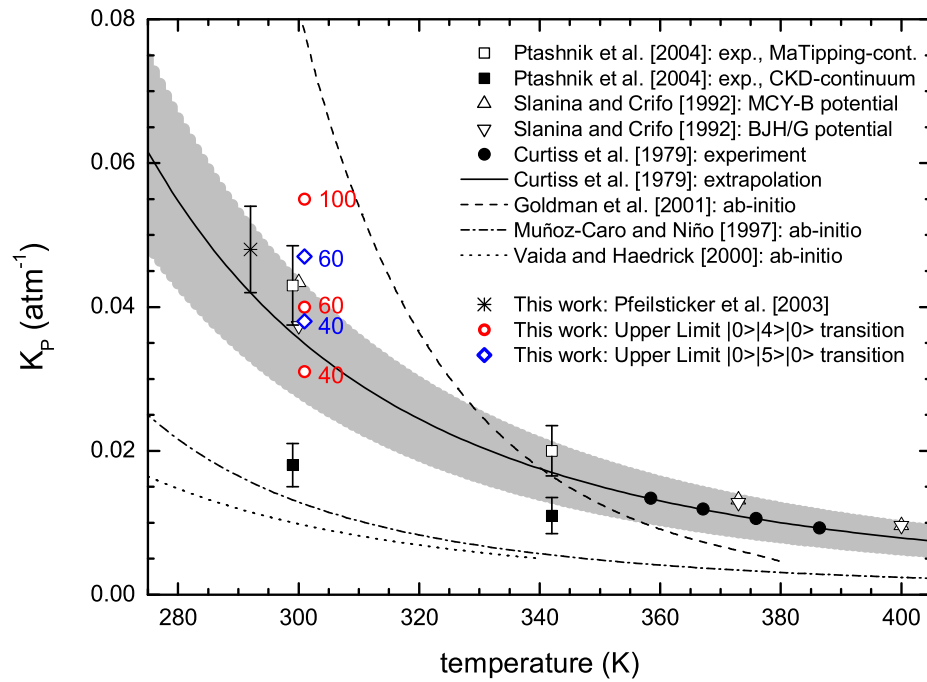 0.08
0.06
0.04
0.02
0.00
K_P (atm⁻¹)
280
300
320
340
360
380
400
temperature (K)
Ptashnik et al. [2004]: exp., MaTipping-cont.
Ptashnik et al. [2004]: exp., CKD-continuum
Slanina and Crifo [1992]: MCY-B potential
Slanina and Crifo [1992]: BJH/G potential
Curtiss et al. [1979]: experiment
Curtiss et al. [1979]: extrapolation
Goldman et al. [2001]: ab-initio
Muñoz-Caro and Niño [1997]: ab-initio
Vaida and Haedrick [2000]: ab-initio
This work: Pfeilsticker et al. [2003]
This work: Upper Limit |0>|4>|0> transition
This work: Upper Limit |0>|5>|0> transition
100
60
60
40
40